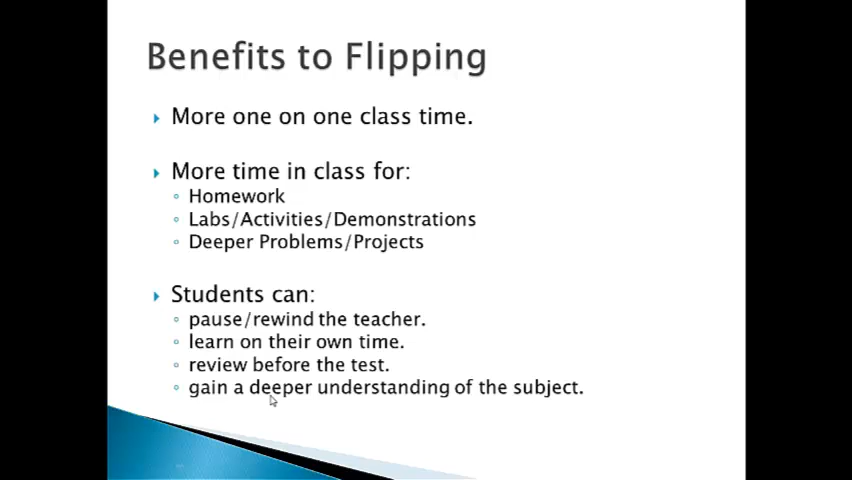 Benefits to Flipping
More one on one class time.
More time in class for:
Homework
Labs/Activities/Demonstrations
Deeper Problems/Projects
Students can:
pause/rewind the teacher.
learn on their own time.
review before the test.
gain a deeper understanding of the subject.